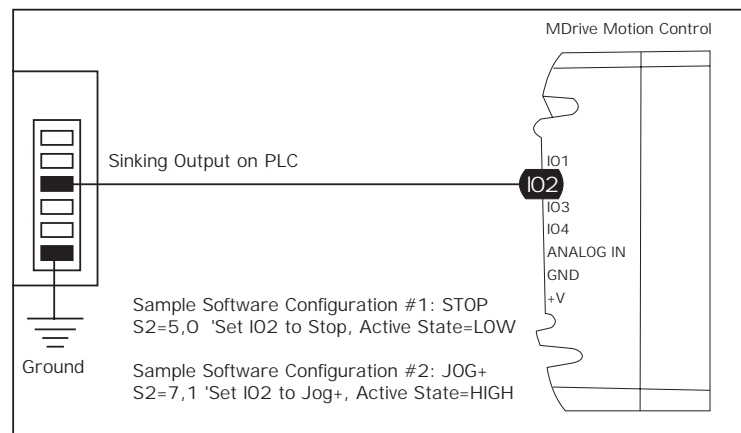 MDrive Motion Control
Sinking Output on PLC
IO1
IO2
IO3
IO4
ANALOG IN
GND
+V
Ground
Sample Software Configuration #1: STOP
S2=5,0 'Set IO2 to Stop, Active State=LOW
Sample Software Configuration #2: JOG+
S2=7,1 'Set IO2 to Jog+, Active State=HIGH